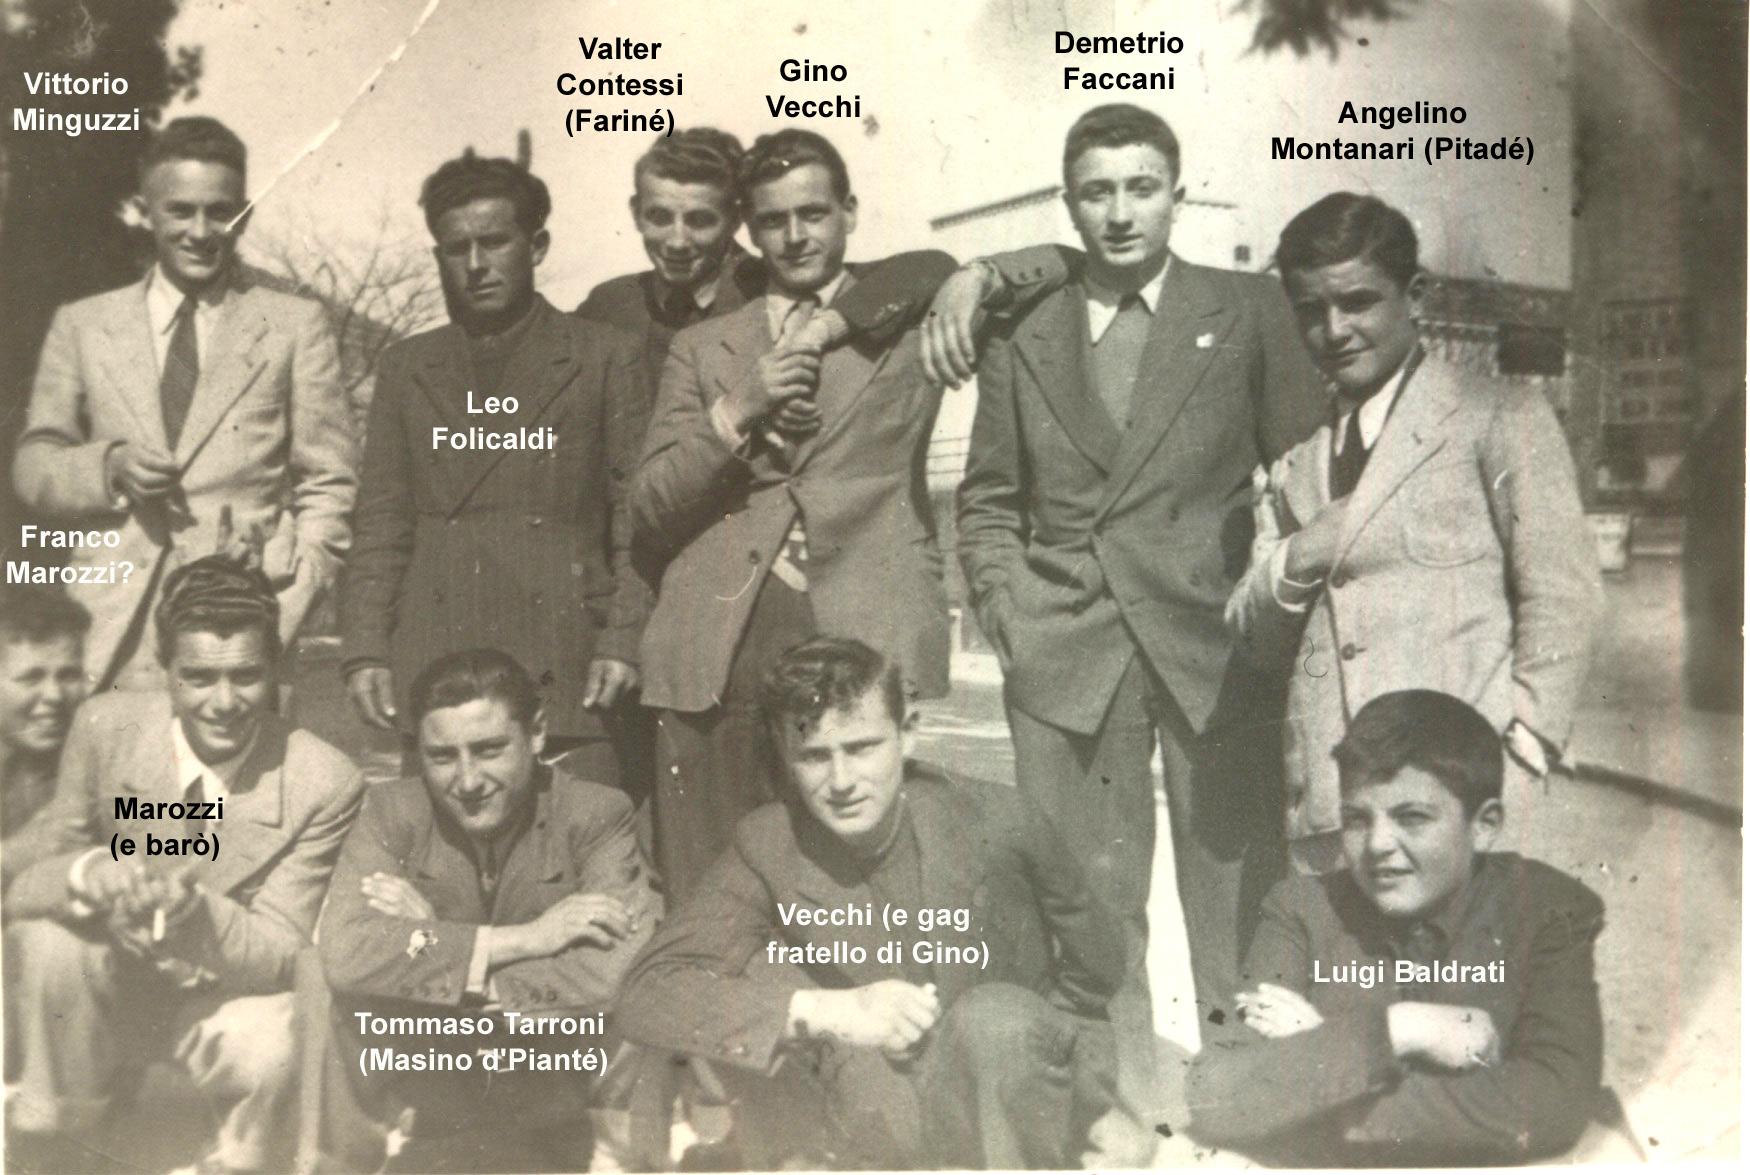 Vittorio
Minguzzi
Valter
Contessi
(Fariné)
Gino
Vecchi
Demetrio
Faccani
Angelino
Montanari (Pitadé)
Leo
Folicaldi
Franco
Marozzi?
Marozzi
(e barò)
Tommaso Tarroni
(Masino d'Pianté)
Vecchi (e gag
fratello di Gino)
Luigi Baldrati